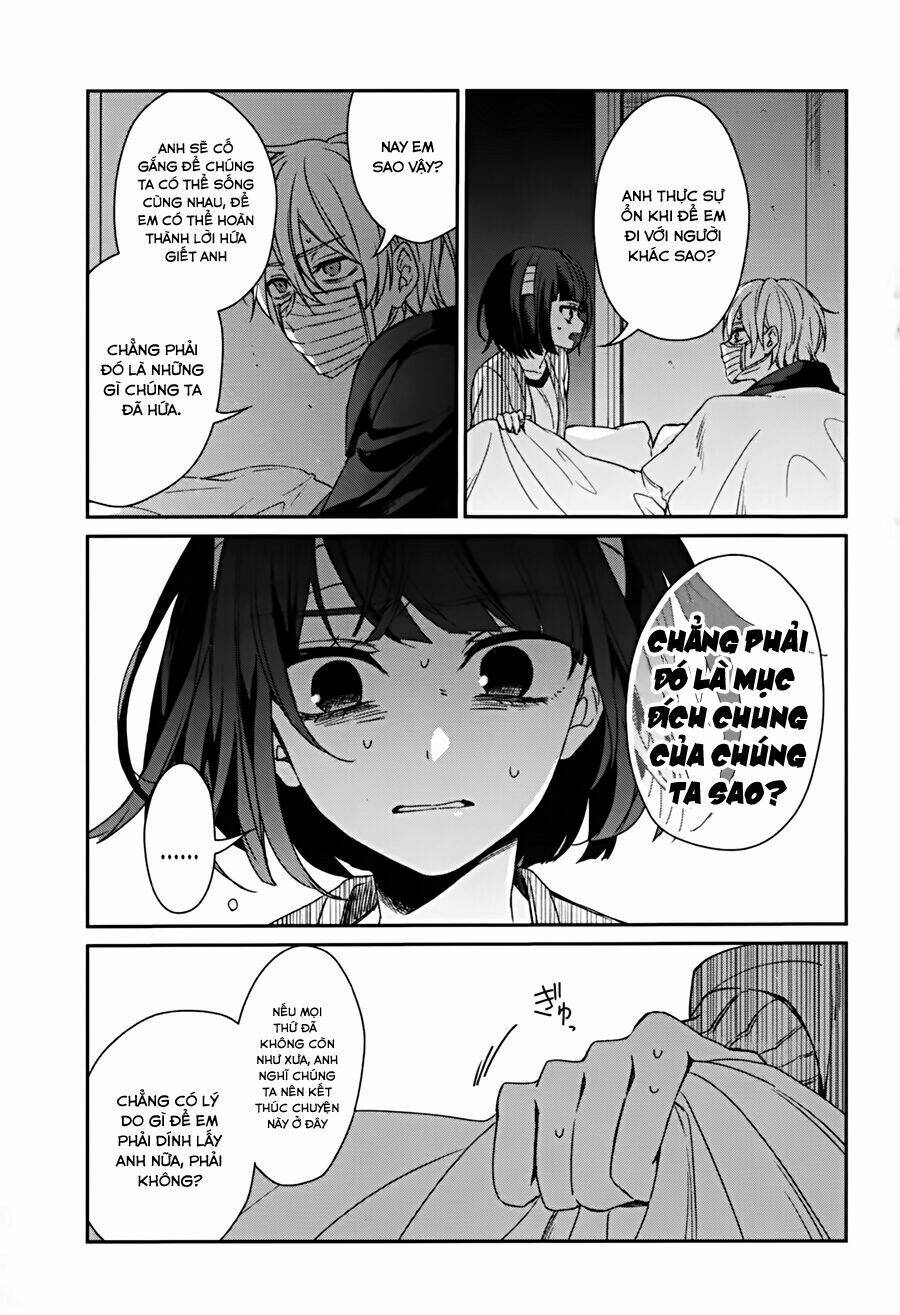 ANH THỰC SỰ
ỔN KHI ĐỂ EM
ĐI VỚI NGƯỜI
KHÁC SAO?
NAY EM
SAO VẬY?
ANH SẼ CỐ
GẮNG ĐỂ CHÚNG
TA CÓ THỂ SỐNG
CÙNG NHAU, ĐỂ
EM CÓ THỂ HOÀN
THÀNH LỜI HỨA
GIẾT ANH
CHẲNG PHẢI
ĐÓ LÀ NHỮNG
GÌ CHÚNG TA
ĐÃ HỨA.
CHẲNG PHẢI
ĐÓ LÀ MỤC
ĐÍCH CHUNG
CỦA CHÚNG
TA SAO?
......
ぎゅっ
NẾU MỌI
THỨ ĐÃ
KHÔNG CÒN
NHƯ XƯA, ANH
NGHĨ CHÚNG
TA NÊN KẾT
THÚC CHUYỆN
NÀY Ở ĐÂY
CHẲNG CÓ LÝ
DO GÌ ĐỂ EM
PHẢI DÍNH LẤY
ANH NỮA, PHẢI
KHÔNG?